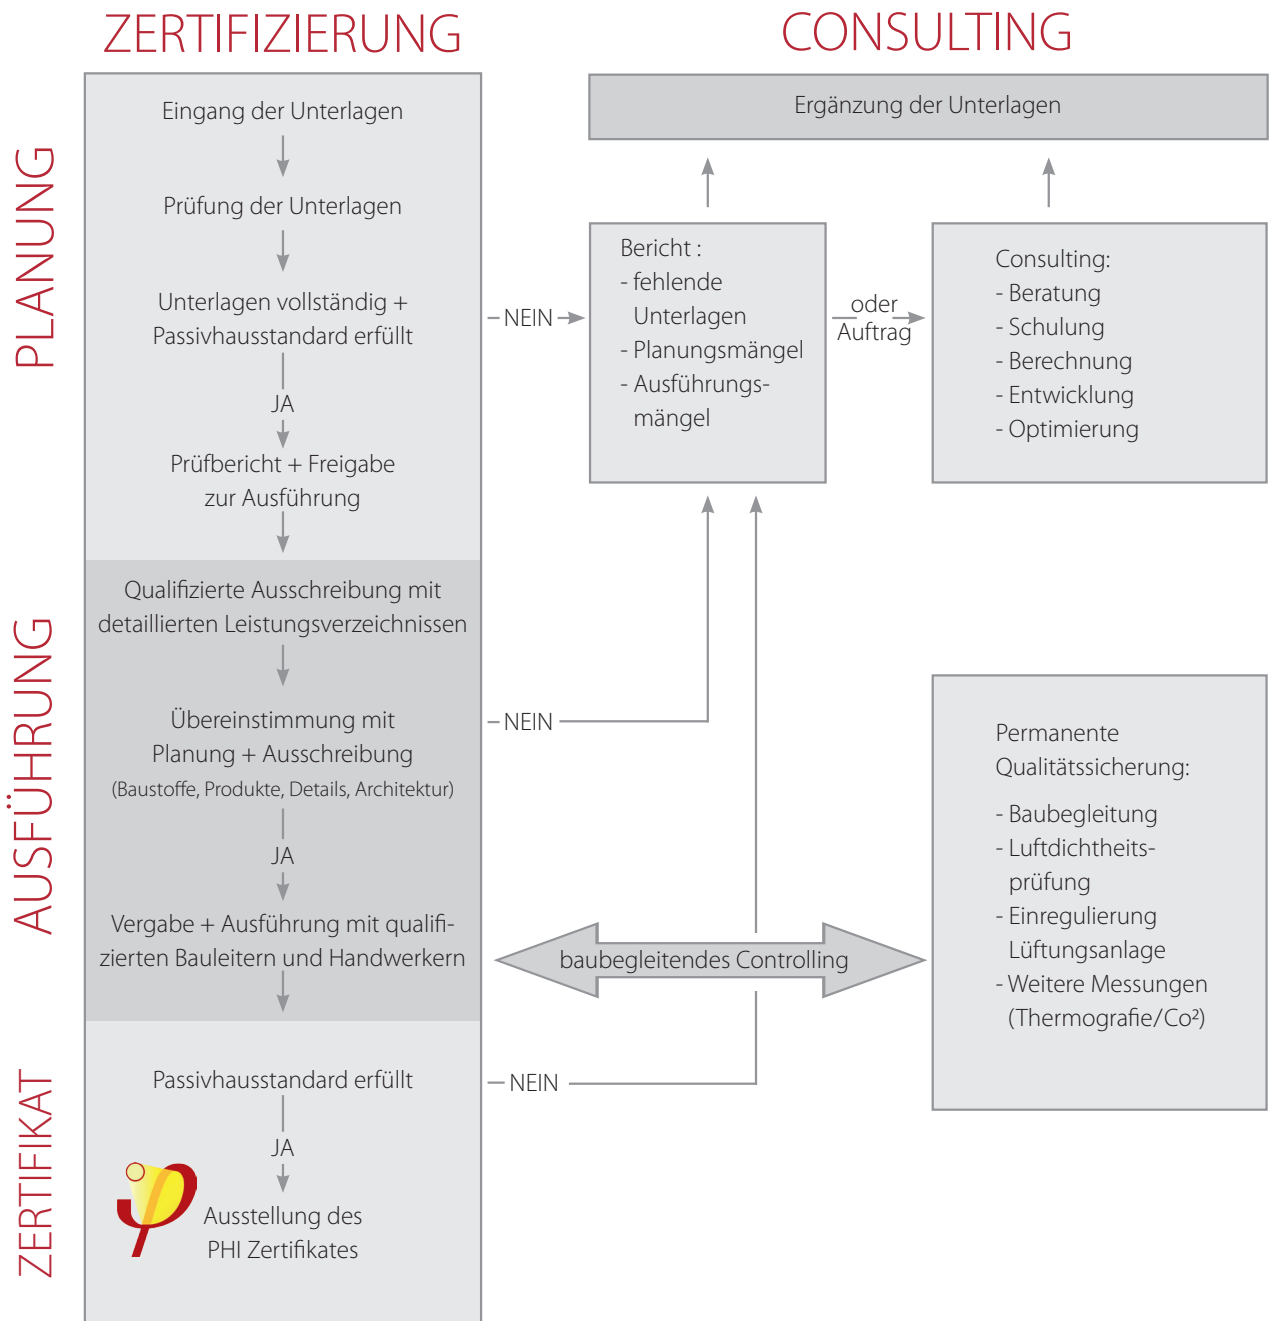 ZERTIFIZIERUNG
CONSULTING
PLANUNG
Eingang der Unterlagen
Prüfung der Unterlagen
Unterlagen vollständig +
Passivhausstandard erfüllt
JA
Prüfbericht + Freigabe
zur Ausführung
NEIN
Ergänzung der Unterlagen
Bericht :
- fehlende
Unterlagen
- Planungsmängel
- Ausführungs-
mängel
oder
Auftrag
Consulting:
- Beratung
- Schulung
- Berechnung
- Entwicklung
- Optimierung
AUSFÜHRUNG
Qualifizierte Ausschreibung mit
detaillierten Leistungsverzeichnissen
Übereinstimmung mit
Planung + Ausschreibung
(Baustoffe, Produkte, Details, Architektur)
NEIN
JA
Vergabe + Ausführung mit qualifi-
zierten Bauleitern und Handwerkern
baubegleitendes Controlling
Permanente
Qualitätssicherung:
- Baubegleitung
- Luftdichtheits-
prüfung
- Einregulierung
Lüftungsanlage
- Weitere Messungen
(Thermografie/Co²)
ZERTIFIKAT
Passivhausstandard erfüllt
NEIN
JA
Ausstellung des
PHI Zertifikates